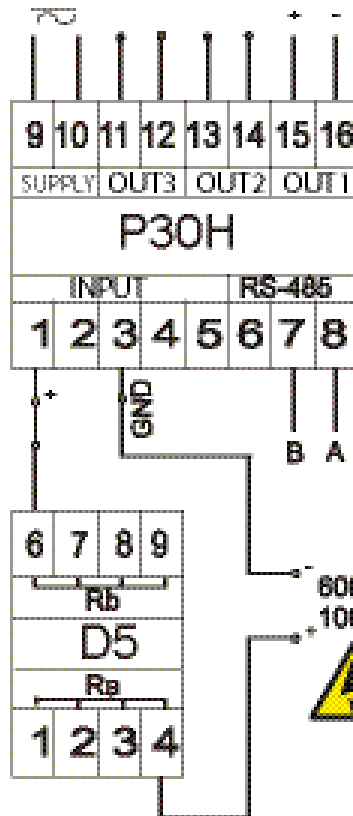 + -
9 10 11 12 13 14 15 16
SUPPLY OUT3 OUT2 OUT1
P30H
INPUT RS-485
1 2 3 4 5 6 7 8
+ GND
B A
6 7 8 9
-
Rb
D5
+
Ra
1 2 3 4